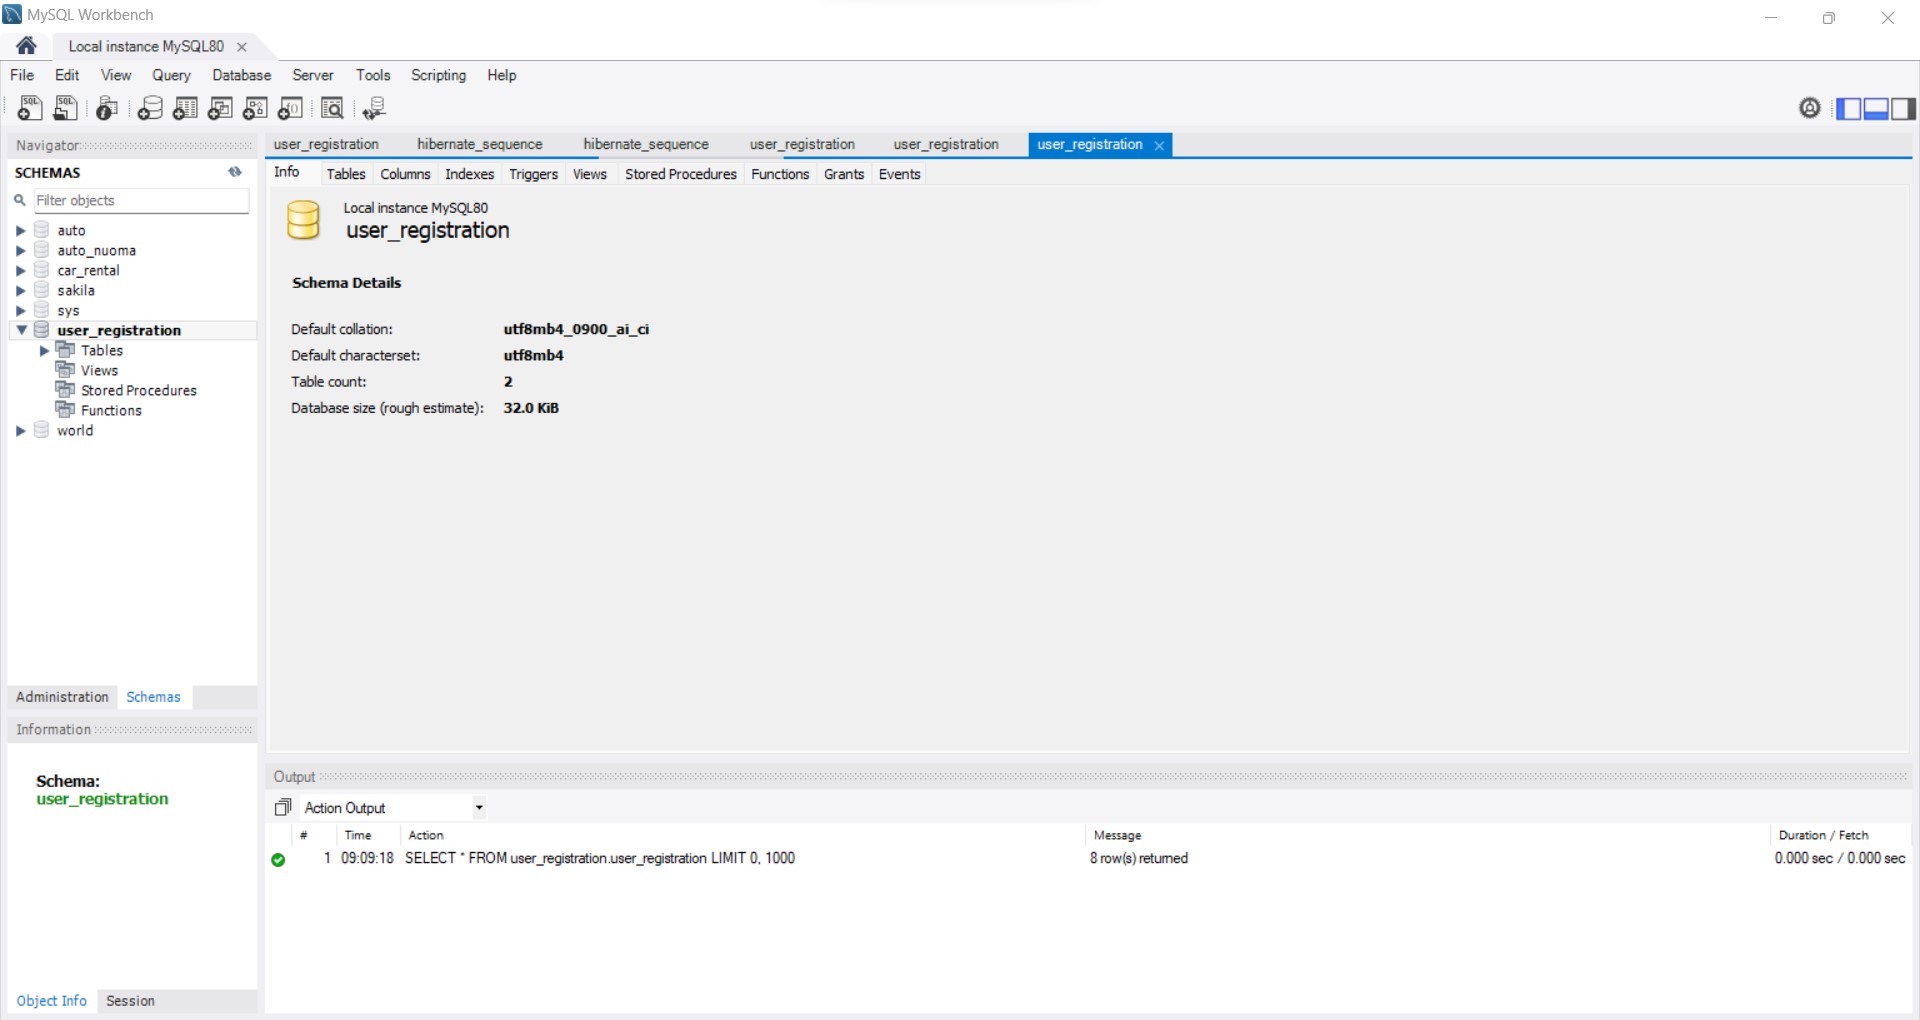 MySQL Workbench
Local instance MySQL80
File Edit View Query Database Server Tools Scripting Help
Navigator
SCHEMAS
Filter objects
auto
auto_nuoma
car_rental
sakila
sys
user_registration
Tables
Views
Stored Procedures
Functions
world
Administration Schemas
Information
Schema:
user_registration
Object Info Session
user_registration hibernate_sequence hibernate_sequence user_registration user_registration user_registration
Info Tables Columns Indexes Triggers Views Stored Procedures Functions Grants Events
Local instance MySQL80
user_registration
Schema Details
Default collation: utf8mb4_0900_ai_ci
Default characterset: utf8mb4
Table count: 2
Database size (rough estimate): 32.0 KiB
Output
Action Output
# Time Action Message Duration / Fetch
1 09:09:18 SELECT * FROM user_registration.user_registration LIMIT 0, 1000 8 row(s) returned 0.000 sec / 0.000 sec